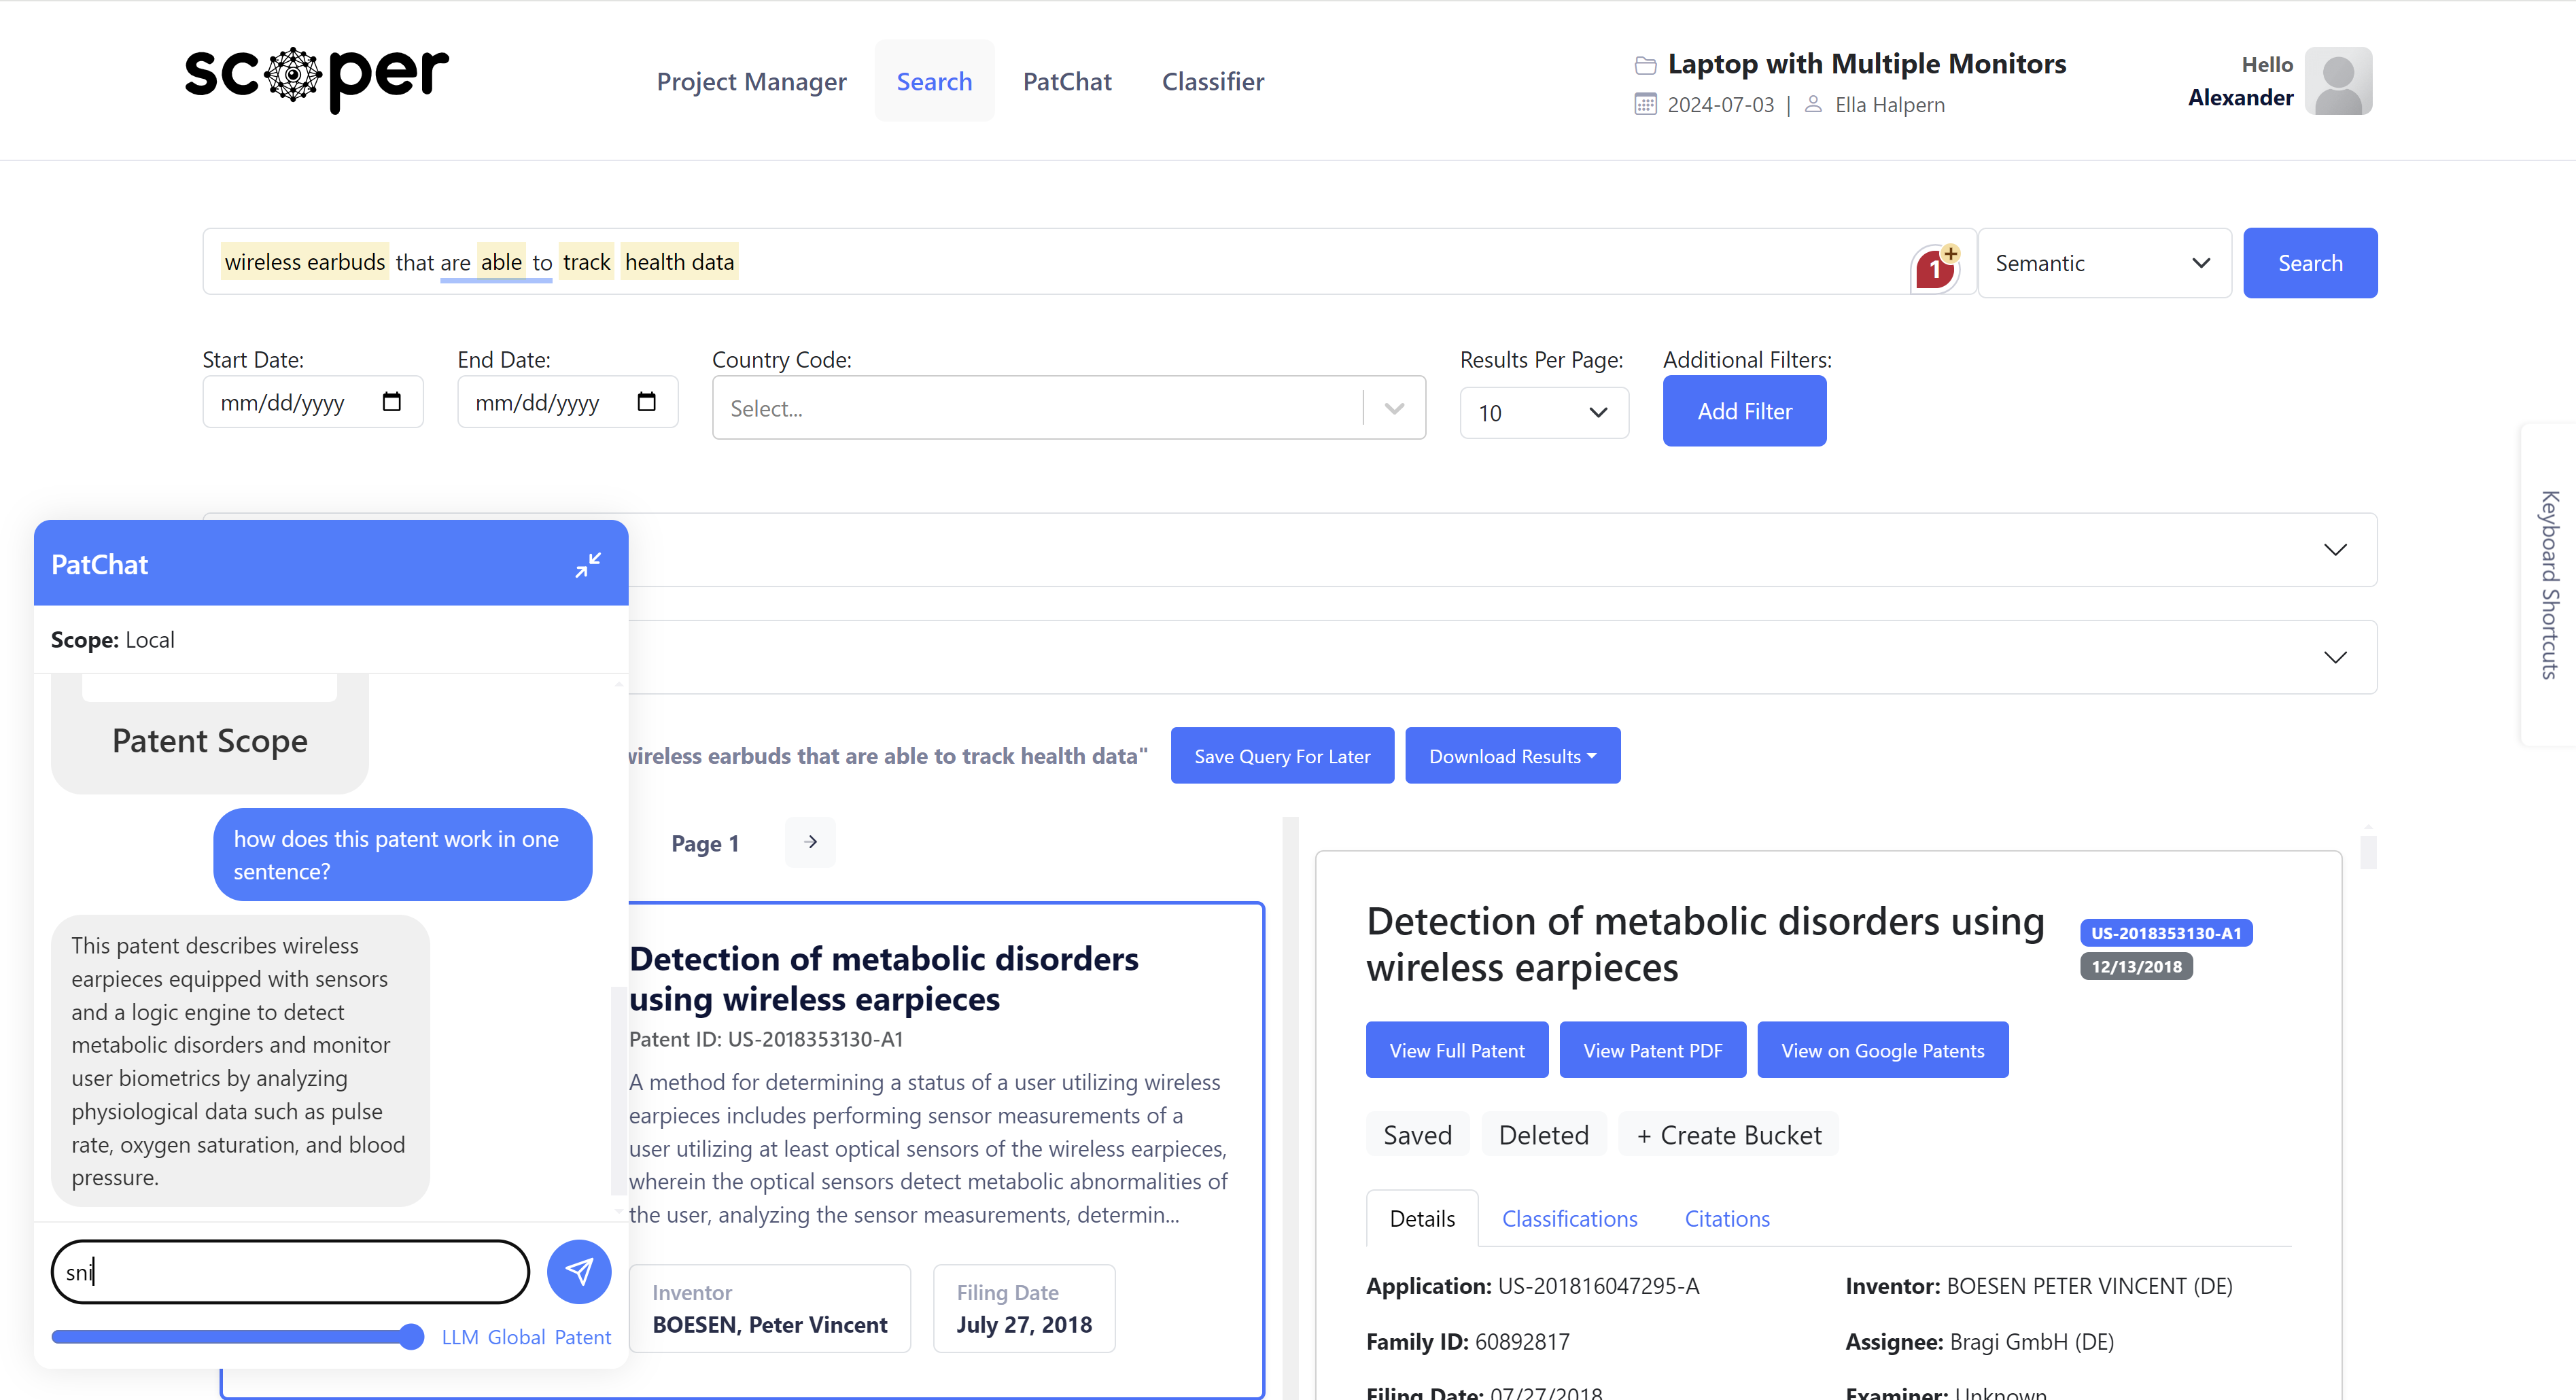 scoper
Project Manager
Search
PatChat
Classifier
Laptop with Multiple Monitors
2024-07-03 | Ella Halpern
Hello
Alexander
wireless earbuds that are able to track health data
1
+
Semantic
Search
Start Date:
mm/dd/yyyy
End Date:
mm/dd/yyyy
Country Code:
Select...
Results Per Page:
10
Additional Filters:
Add Filter
Keyboard Shortcuts
PatChat
Scope: Local
Patent Scope
how does this patent work in one
sentence?
This patent describes wireless
earpieces equipped with sensors
and a logic engine to detect
metabolic disorders and monitor
user biometrics by analyzing
physiological data such as pulse
rate, oxygen saturation, and blood
pressure.
sni
LLM Global Patent
wireless earbuds that are able to track health data"
Save Query For Later
Download Results
Page 1
Detection of metabolic disorders
using wireless earpieces
Patent ID: US-2018353130-A1
A method for determining a status of a user utilizing wireless
earpieces includes performing sensor measurements of a
user utilizing at least optical sensors of the wireless earpieces,
wherein the optical sensors detect metabolic abnormalities of
the user, analyzing the sensor measurements, determin...
Inventor
BOESEN, Peter Vincent
Filing Date
July 27, 2018
Detection of metabolic disorders using
wireless earpieces
US-2018353130-A1
12/13/2018
View Full Patent
View Patent PDF
View on Google Patents
Saved
Deleted
+ Create Bucket
Details
Classifications
Citations
Application: US-201816047295-A
Inventor: BOESEN PETER VINCENT (DE)
Family ID: 60892817
Assignee: Bragi GmbH (DE)
Filing Date: 07/27/2018
Examiner: Unknown